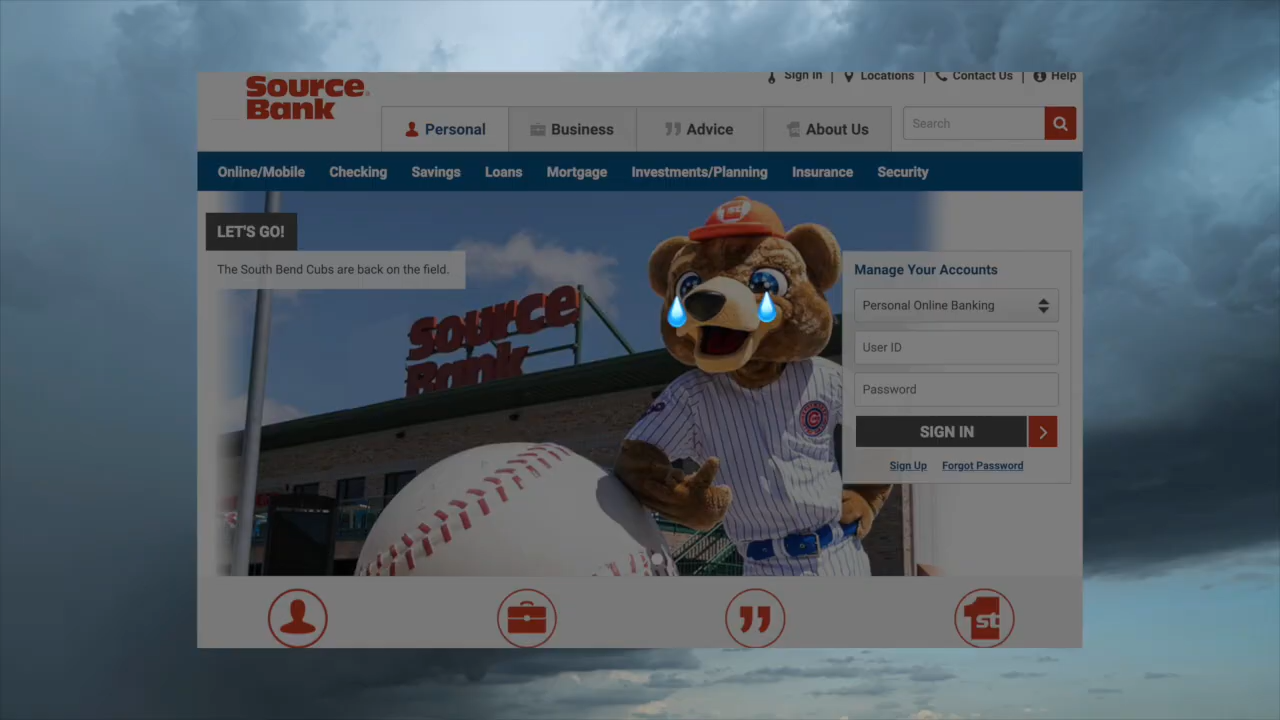 Source
Bank
Sign In | Locations | Contact Us | Help
Personal
Business
Advice
About Us
Search
Online/Mobile
Checking
Savings
Loans
Mortgage
Investments/Planning
Insurance
Security
LET'S GO!
The South Bend Cubs are back on the field.
1st
Source
Bank
Manage Your Accounts
Personal Online Banking
User ID
Password
SIGN IN
Sign Up
Forgot Password
1st